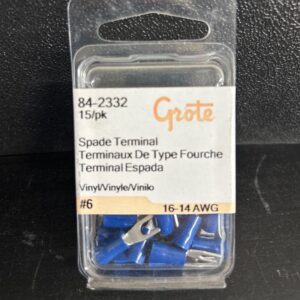 84-2332
15/pk
Grote
Spade Terminal
Terminaux De Type Fourche
Terminal Espada
Vinyl/Vinyle/Vinilo
#6
16-14 AWG